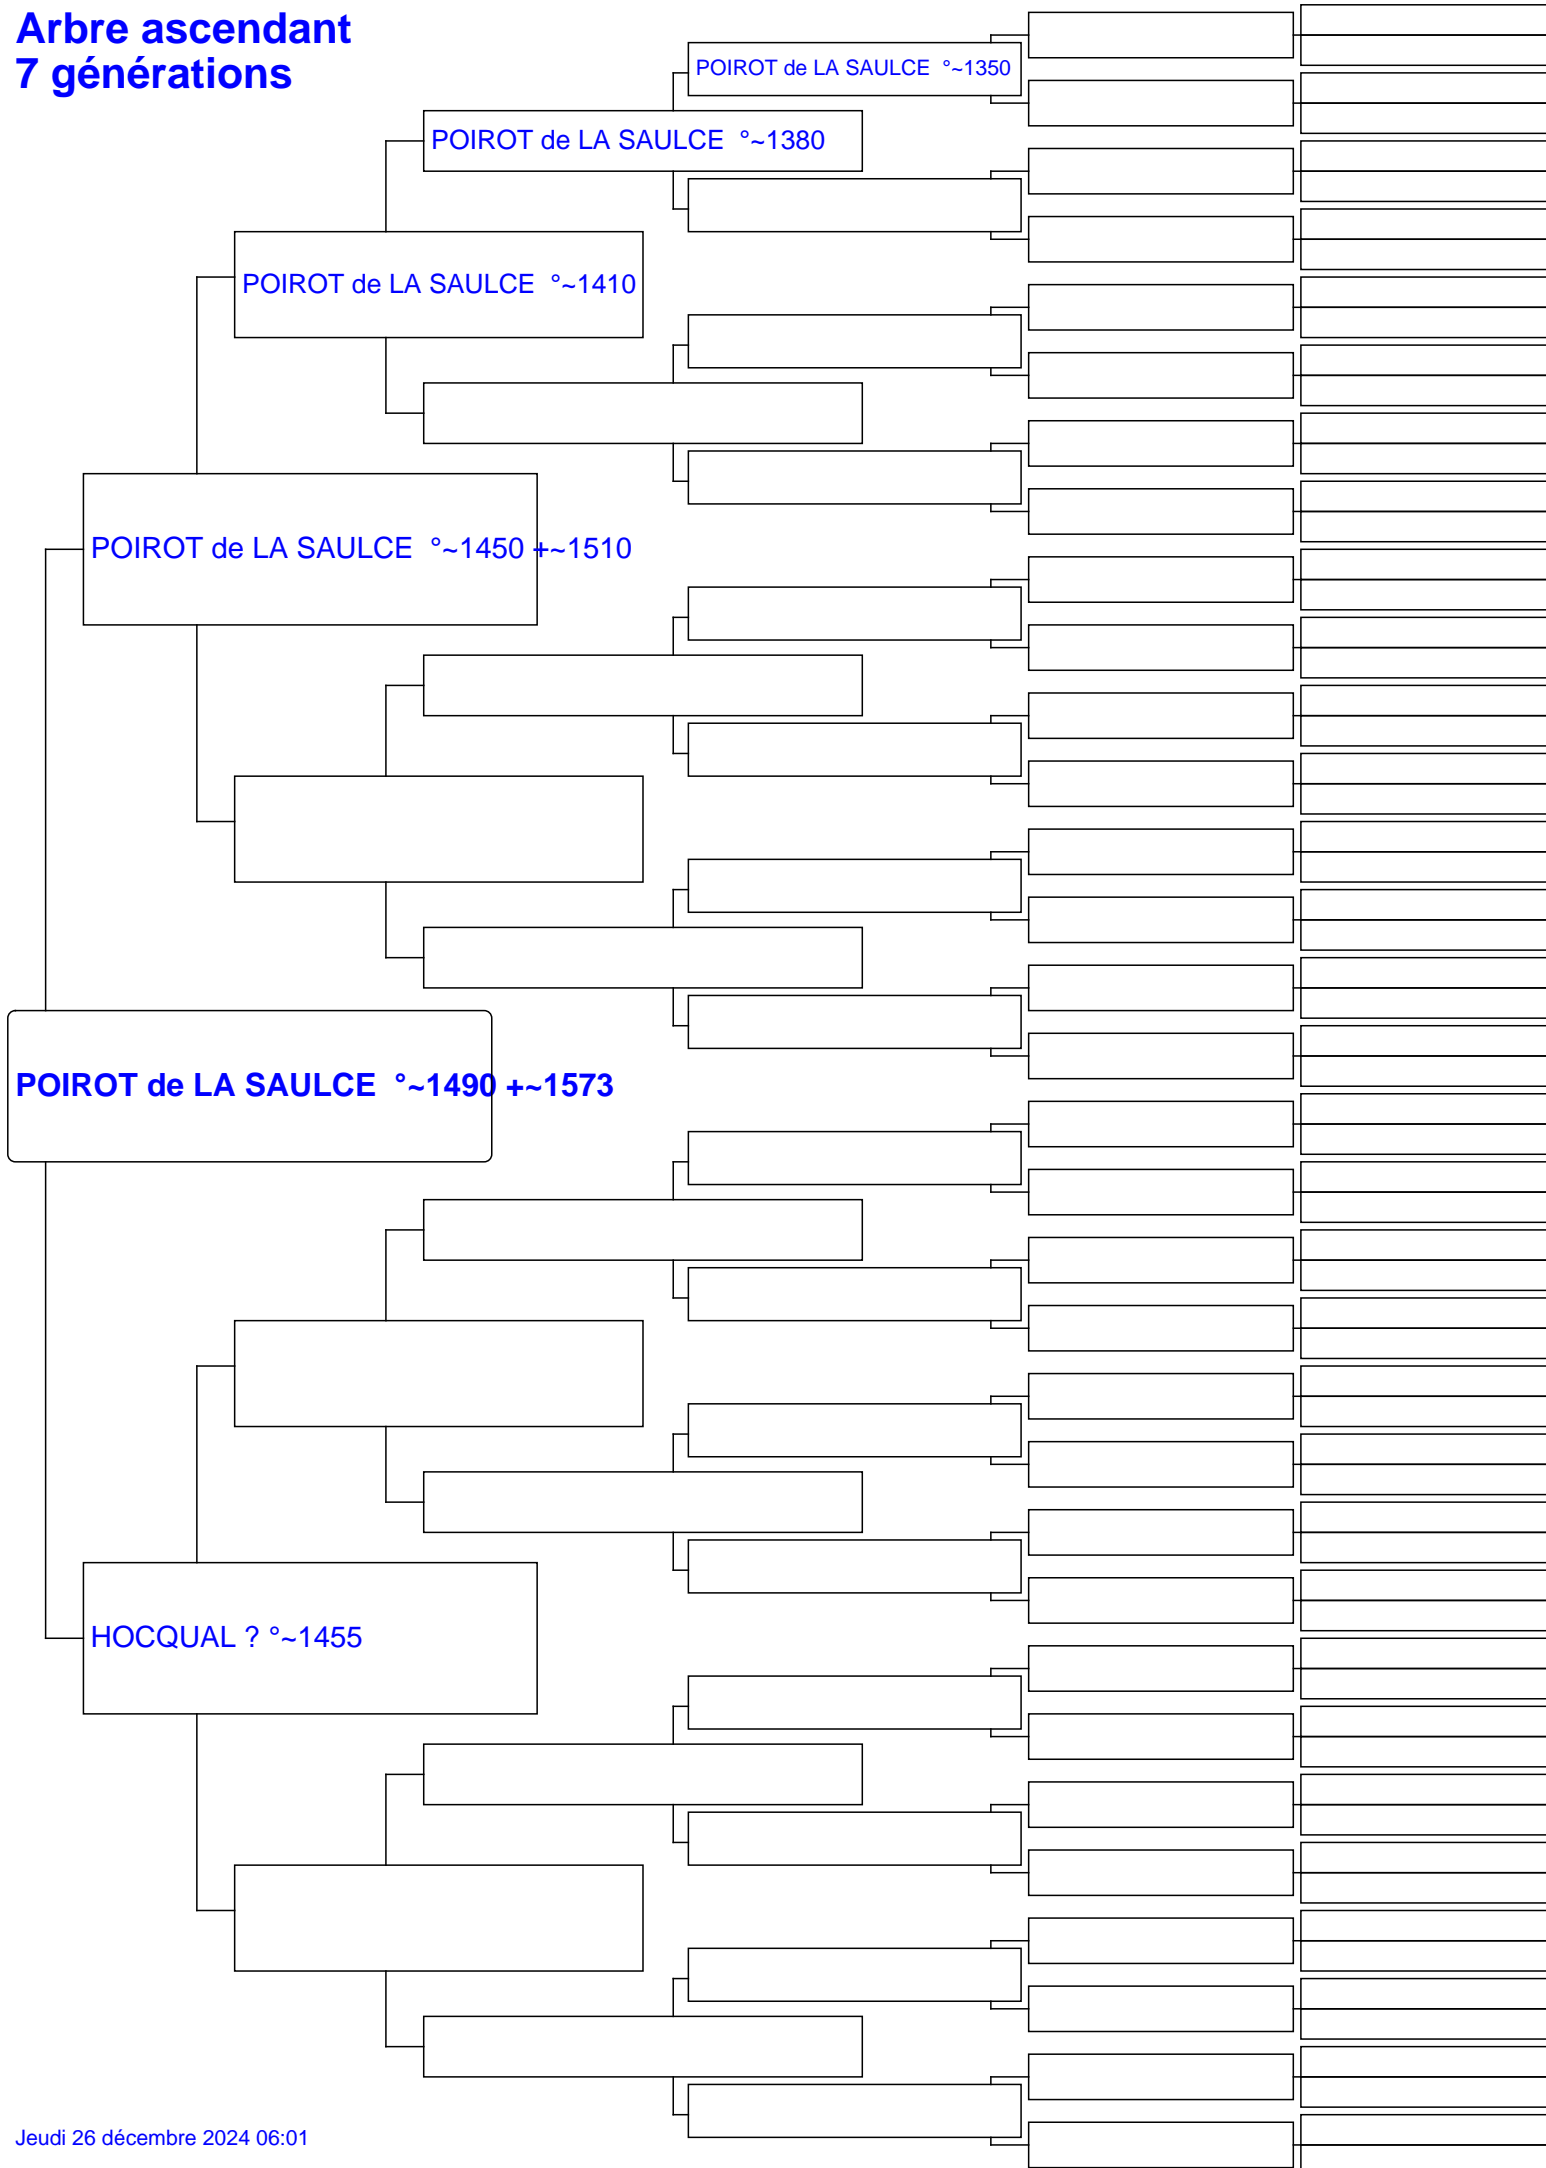 Arbre ascendant
7 générations
POIROT de LA SAULCE °~1350
POIROT de LA SAULCE °~1380
POIROT de LA SAULCE °~1410
POIROT de LA SAULCE °~1450 +~1510
POIROT de LA SAULCE °~1490 +~1573
HOCQUAL ? °~1455
Jeudi 26 décembre 2024 06:01